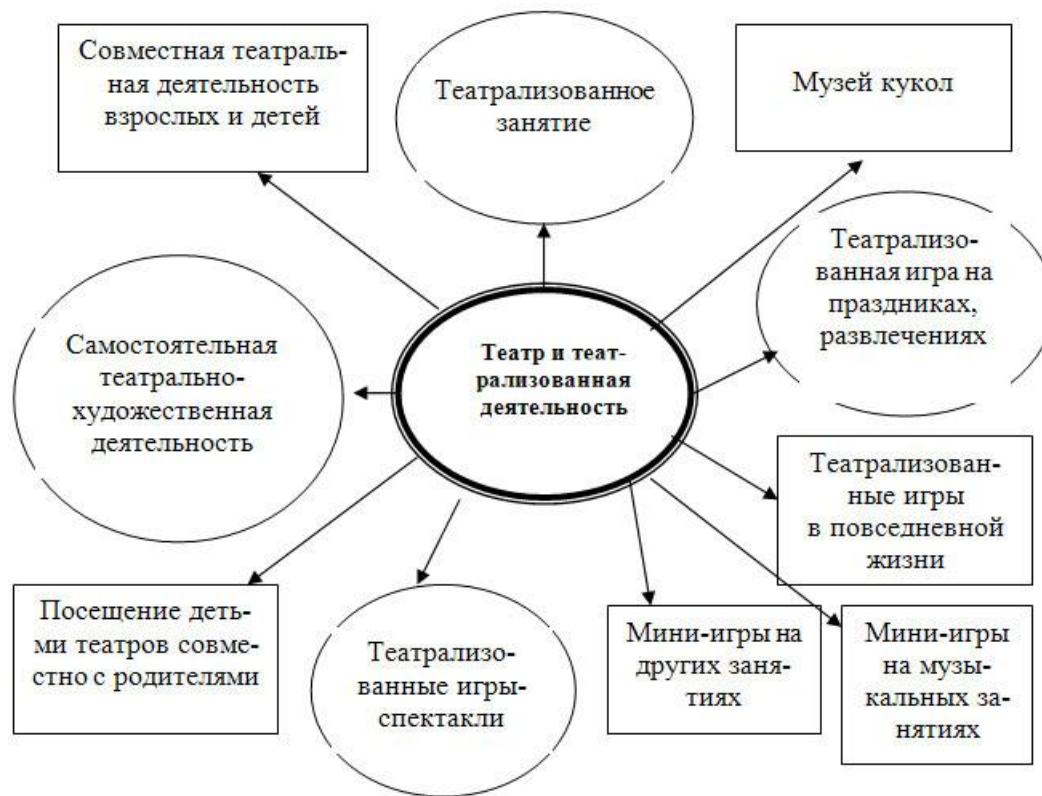 Совместная театраль-
ная деятельность
взрослых и детей
Театрализованное
занятие
Музей кукол
Театрализо-
ванная игра на
праздниках,
развлечениях
Самостоятельная
театрально-
художественная
деятельность
Театр и теат-
рализованная
деятельность
Театрализован-
ные игры
в повседневной
жизни
Посещение деть-
ми театров совме-
стно с родителями
Театрализо-
ванные игры-
спектакли
Мини-игры на
других заня-
тиях
Мини-игры
на музы-
кальных за-
нятиях